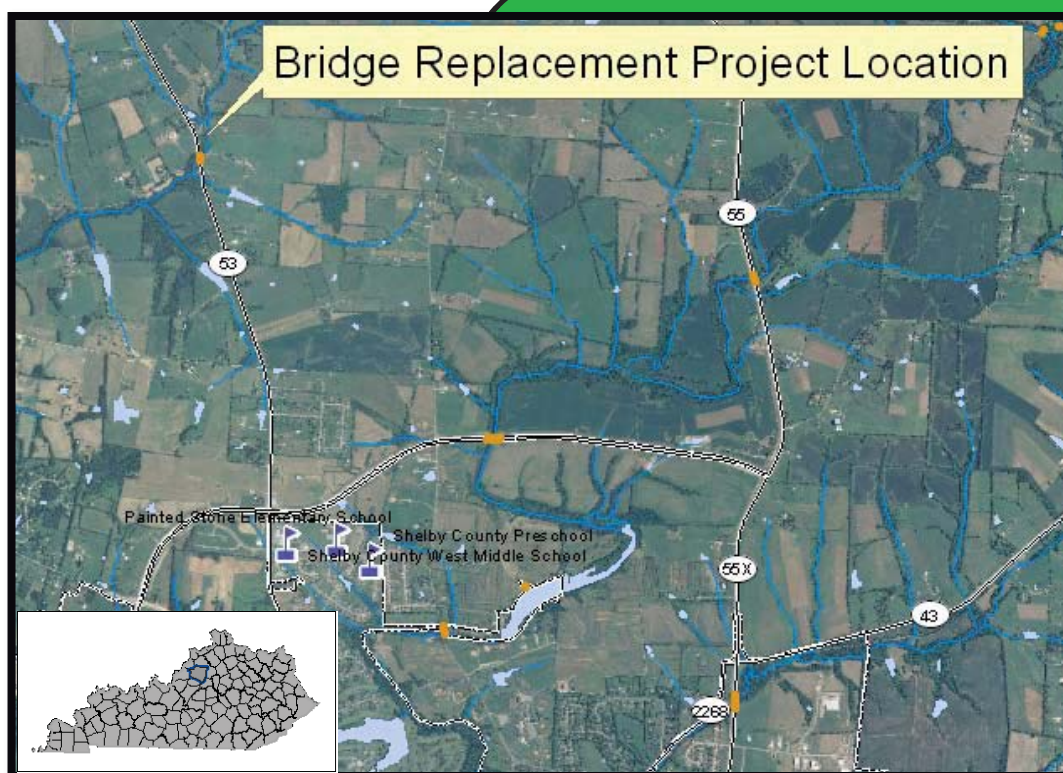 Bridge Replacement Project Location
55
53
Painted Stone Elementary School
Shelby County Preschool
Shelby County West Middle School
55X
43
2268